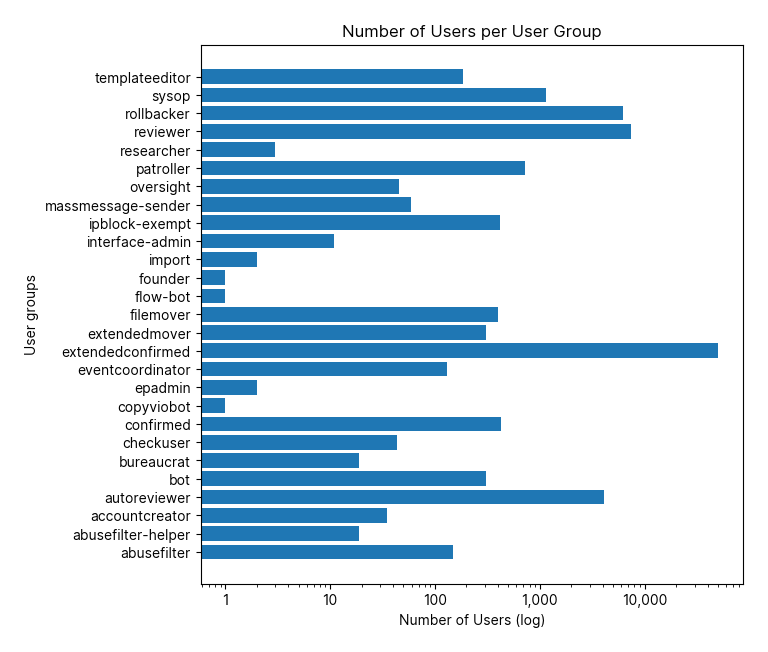 Number of Users per User Group
templateeditor
sysop
rollbacker
reviewer
researcher
patroller
oversight
massmessage-sender
ipblock-exempt
interface-admin
import
founder
flow-bot
filemover
extendedmover
extendedconfirmed
eventcoordinator
epadmin
copyviobot
confirmed
checkuser
bureaucrat
bot
autoreviewer
accountcreator
abusefilter-helper
abusefilter
User groups
1 10 100 1,000 10,000
Number of Users (log)